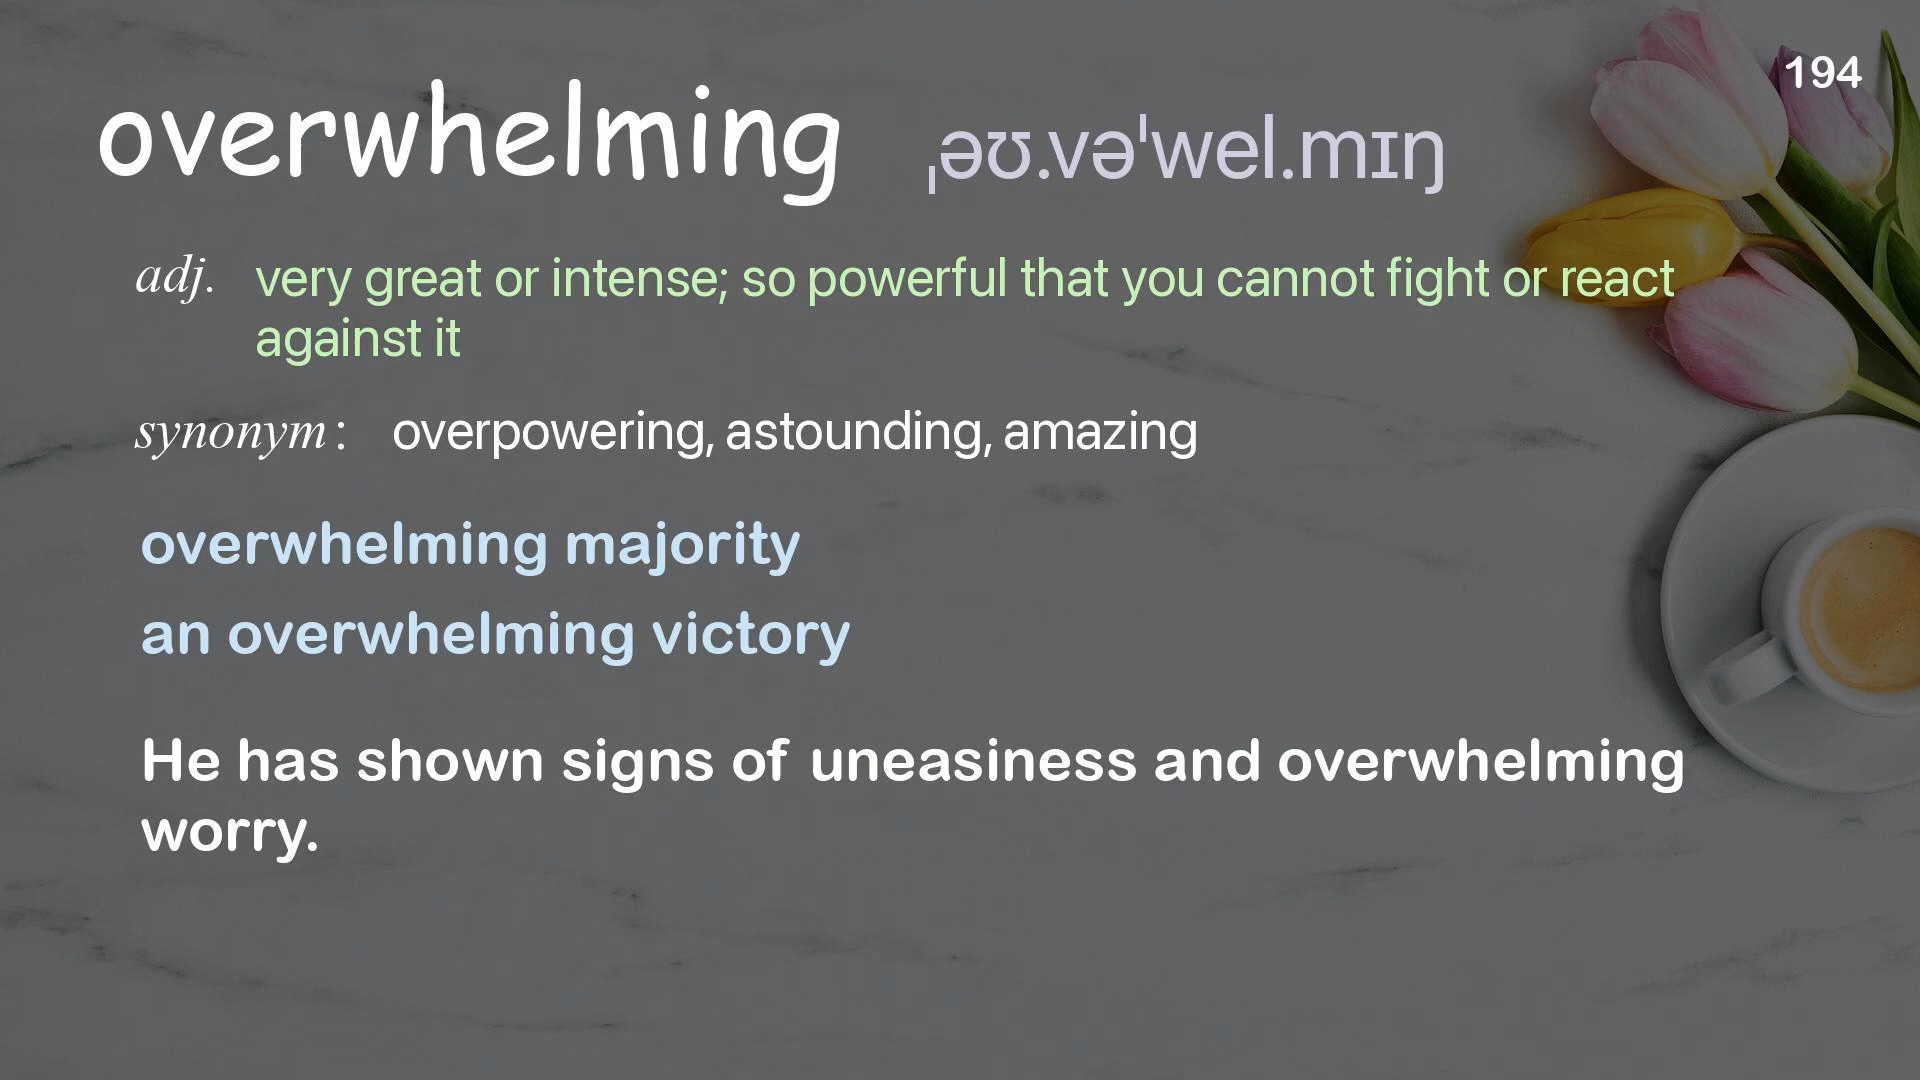 194
overwhelming ˌəʊ.vəˈwel.mɪŋ
adj. very great or intense; so powerful that you cannot fight or react
against it
synonym: overpowering, astounding, amazing
overwhelming majority
an overwhelming victory
He has shown signs of uneasiness and overwhelming
worry.